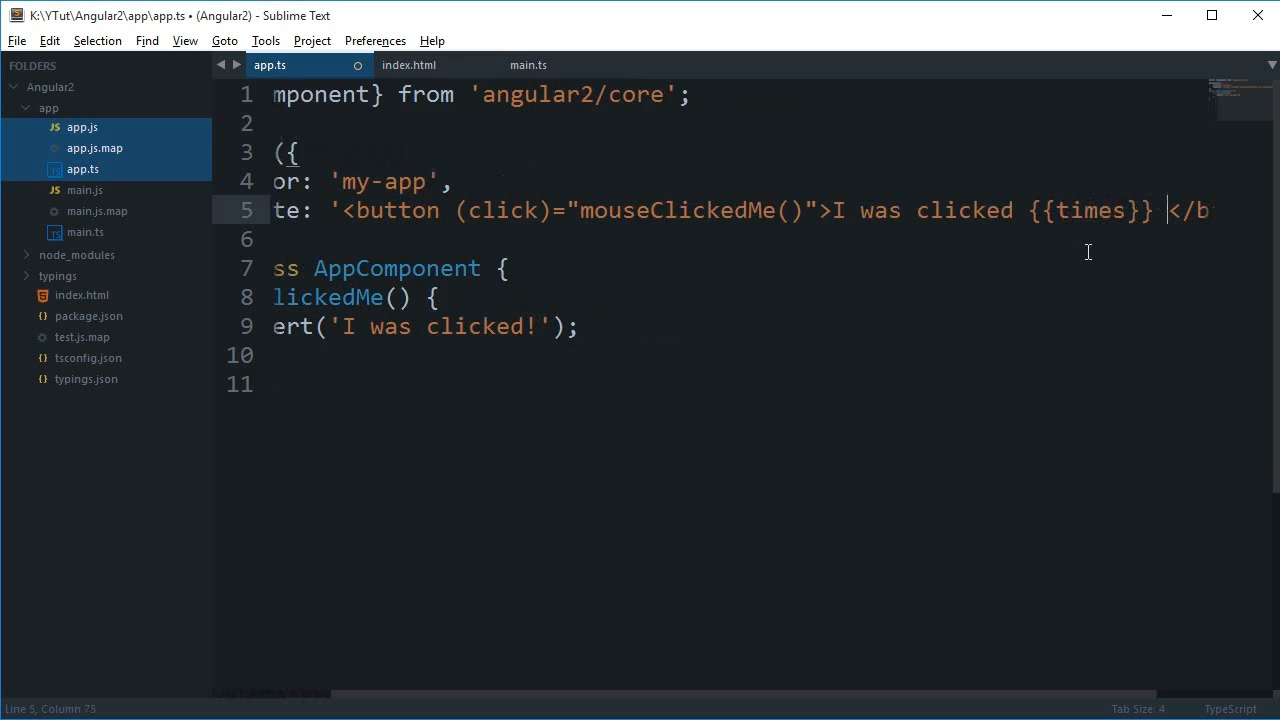 K:\YTut\Angular2\app\app.ts • (Angular2) - Sublime Text
File Edit Selection Find View Goto Tools Project Preferences Help
FOLDERS
Angular2
app
JS app.js
app.js.map
TS app.ts
JS main.js
main.js.map
TS main.ts
node_modules
typings
index.html
package.json
test.js.map
tsconfig.json
typings.json
app.ts index.html main.ts
1 mponent} from 'angular2/core';
2
3 ({
4 or: 'my-app',
5 te: '<button (click)="mouseClickedMe()">I was clicked {{times}} </b
6
7 ss AppComponent {
8 lickedMe() {
9 ert('I was clicked!');
10
11
Line 5, Column 75 Tab Size: 4 TypeScript